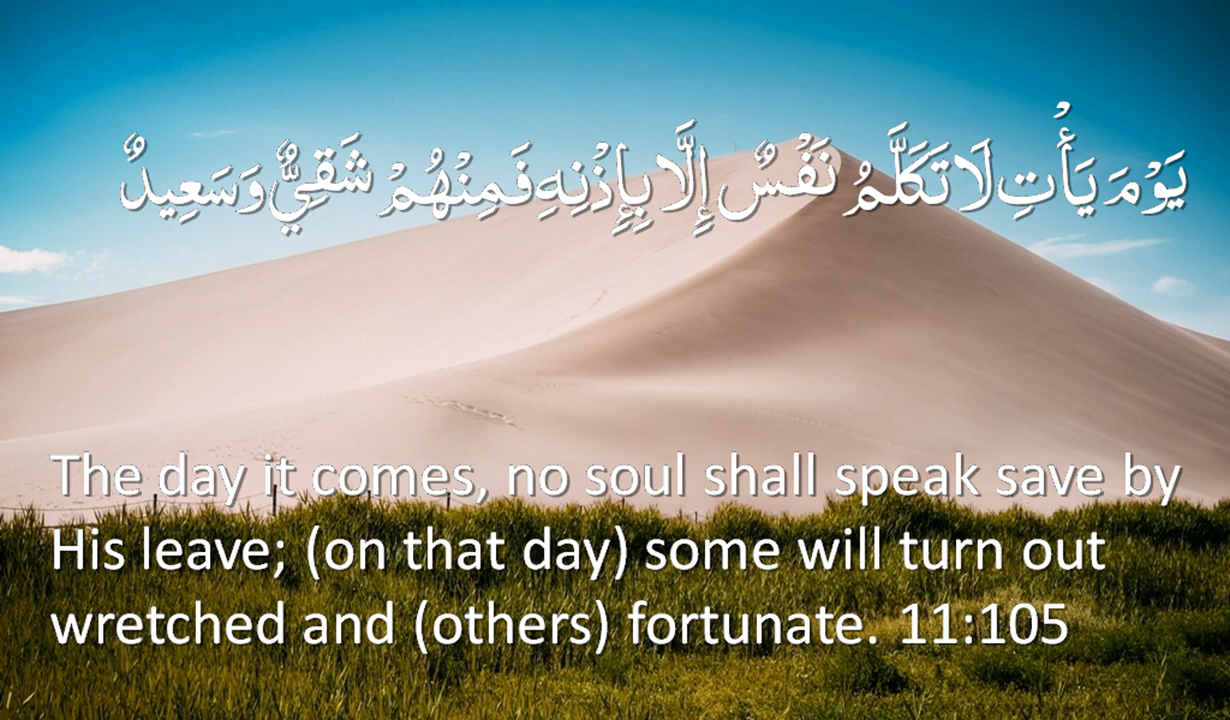 يَوْمَ يَأْتِ لَا تَكَلَّمُ نَفْسٌ إِلَّا بِإِذْنِهِ فَمِنْهُمْ شَقِيٌّ وَسَعِيدٌ
The day it comes, no soul shall speak save by
His leave; (on that day) some will turn out
wretched and (others) fortunate. 11:105